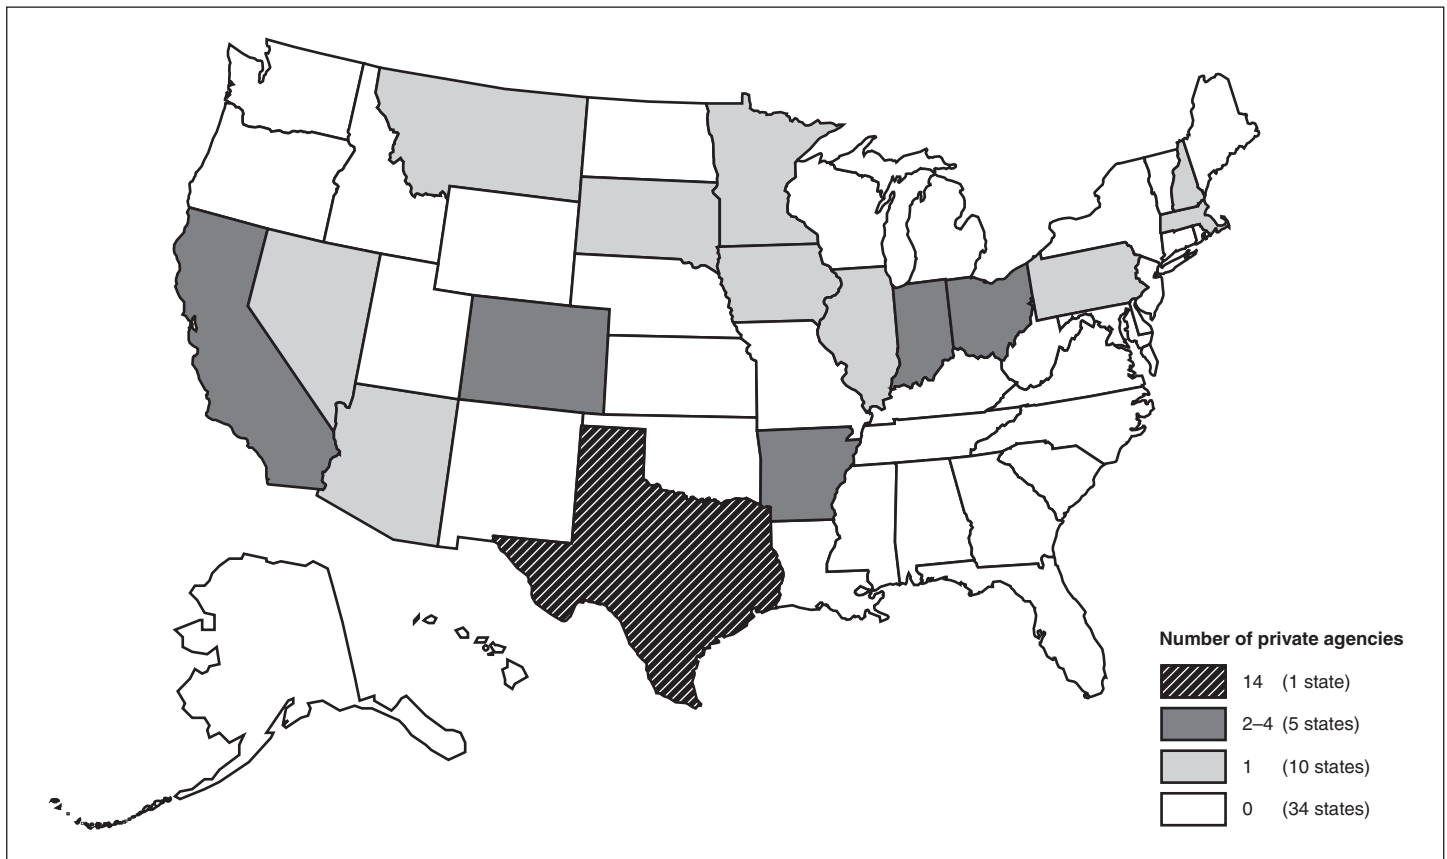 Number of private agencies
14 (1 state)
2–4 (5 states)
1 (10 states)
0 (34 states)